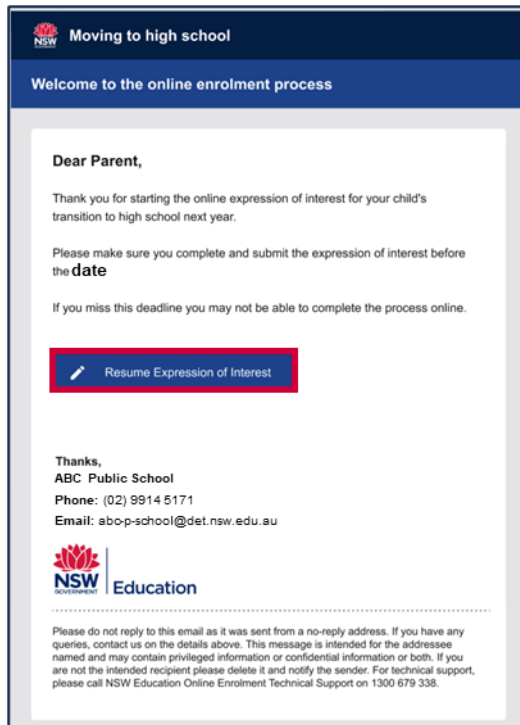 NSW
GOVERNMENT
Moving to high school
Welcome to the online enrolment process
Dear Parent,
Thank you for starting the online expression of interest for your child's
transition to high school next year.
Please make sure you complete and submit the expression of interest before
the date
If you miss this deadline you may not be able to complete the process online.
Resume Expression of Interest
Thanks,
ABC Public School
Phone: (02) 9914 5171
Email: abc-p-school@det.nsw.edu.au
NSW
GOVERNMENT
Education
Please do not reply to this email as it was sent from a no-reply address. If you have any
queries, contact us on the details above. This message is intended for the addressee
named and may contain privileged information or confidential information or both. If you
are not the intended recipient please delete it and notify the sender. For technical support,
please call NSW Education Online Enrolment Technical Support on 1300 679 338.